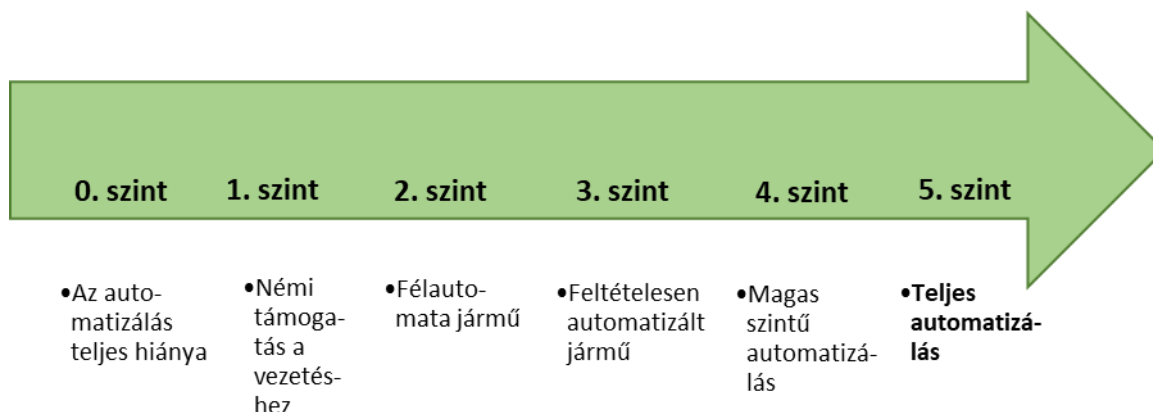 0. szint 1. szint 2. szint 3. szint 4. szint 5. szint
•Az auto-
matizálás
teljes hiánya
•Némi
támoga-
tás a
vezetés-
hez
•Félauto-
mata jármű
•Feltételesen
automatizált
jármű
•Magas
szintű
automatizá-
lás
•Teljes
automatizá-
lás